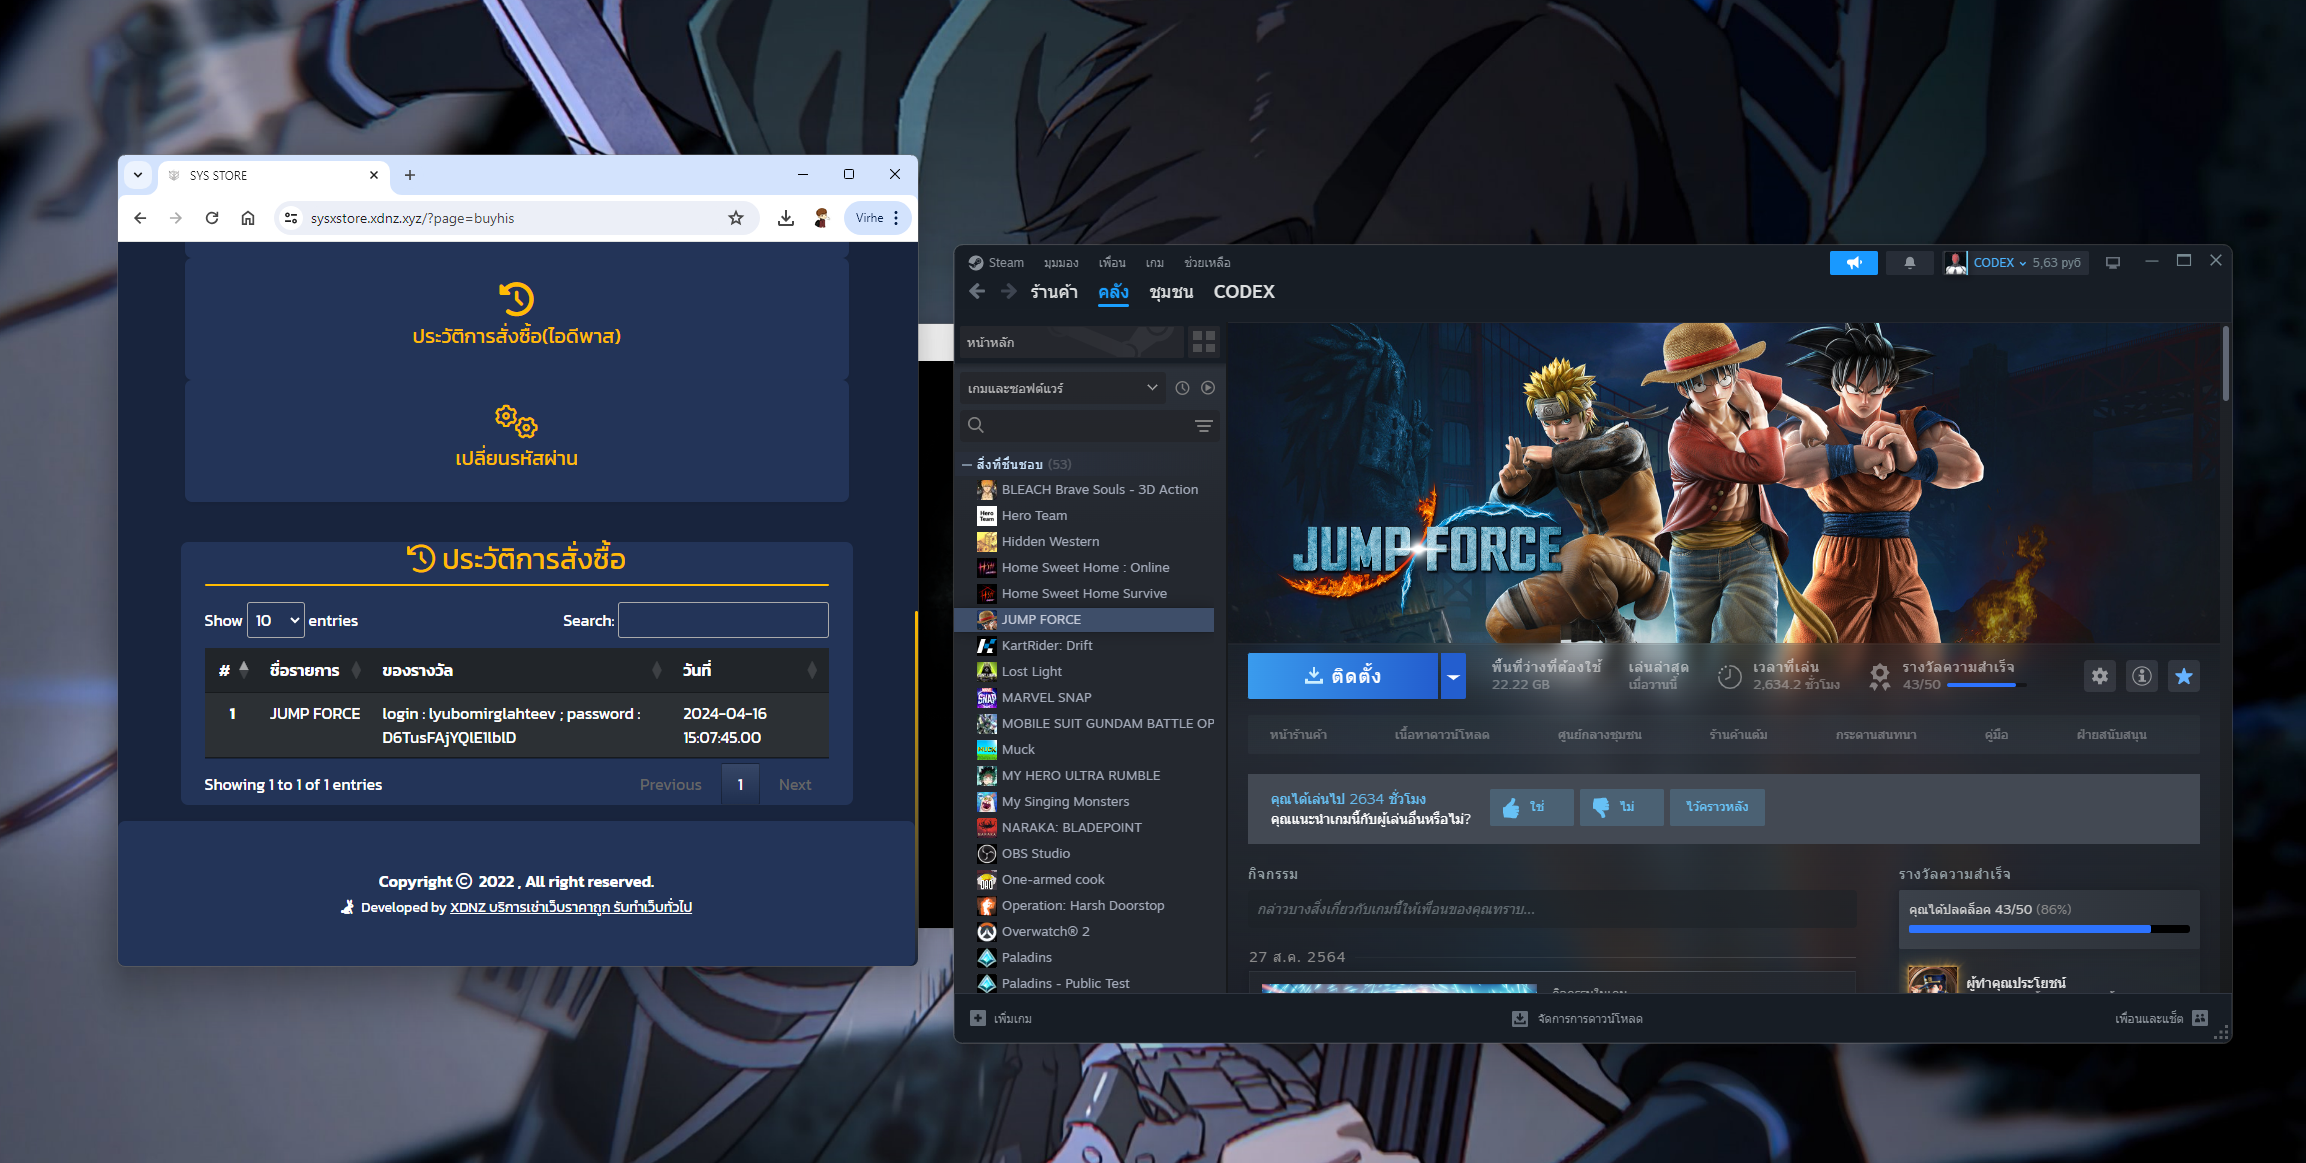 SYS STORE
sysxstore.xdnz.xyz/?page=buyhis
Virhe
ประวัติการสั่งซื้อ(ไอดีพาส)
เปลี่ยนรหัสผ่าน
ประวัติการสั่งซื้อ
Show 10 entries
Search:
# ชื่อรายการ ของรางวัล วันที่
1 JUMP FORCE login : lyubomirglahteev ; password : 2024-04-16
D6TusFAjYQlE1lblD 15:07:45.00
Showing 1 to 1 of 1 entries
Previous 1 Next
Copyright © 2022 , All right reserved.
Developed by XDNZ บริการเช่าเว็บราคาถูก รับทำเว็บทั่วไป
Steam มุมมอง เพื่อน เกม ช่วยเหลือ
CODEX 5,63 pуб
ร้านค้า คลัง ชุมชน CODEX
หน้าหลัก
เกมและซอฟต์แวร์
สิ่งที่ชื่นชอบ (53)
BLEACH Brave Souls - 3D Action
Hero Team
Hidden Western
Home Sweet Home : Online
Home Sweet Home Survive
JUMP FORCE
KartRider: Drift
Lost Light
MARVEL SNAP
MOBILE SUIT GUNDAM BATTLE OP
Muck
MY HERO ULTRA RUMBLE
My Singing Monsters
NARAKA: BLADEPOINT
OBS Studio
One-armed cook
Operation: Harsh Doorstop
Overwatch® 2
Paladins
Paladins - Public Test
JUMP FORCE
ติดตั้ง
พื้นที่ว่างที่ต้องใช้
22.22 GB
เล่นล่าสุด
เมื่อวานนี้
เวลาที่เล่น
2,634.2 ชั่วโมง
รางวัลความสำเร็จ
43/50
หน้าร้านค้า เนื้อหาดาวน์โหลด ศูนย์กลางชุมชน ร้านค้าแต้ม กระดานสนทนา คู่มือ ฝ่ายสนับสนุน
คุณได้เล่นไป 2634 ชั่วโมง
คุณแนะนำเกมนี้กับผู้เล่นอื่นหรือไม่?
ใช่ ไม่ ไว้คราวหลัง
กิจกรรม
กล่าวบางสิ่งเกี่ยวกับเกมนี้ให้เพื่อนของคุณทราบ...
27 ส.ค. 2564
รางวัลความสำเร็จ
คุณได้ปลดล็อค 43/50 (86%)
ผู้ทำคุณประโยชน์
เพิ่มเกม
จัดการการดาวน์โหลด
เพื่อนและแช็ต